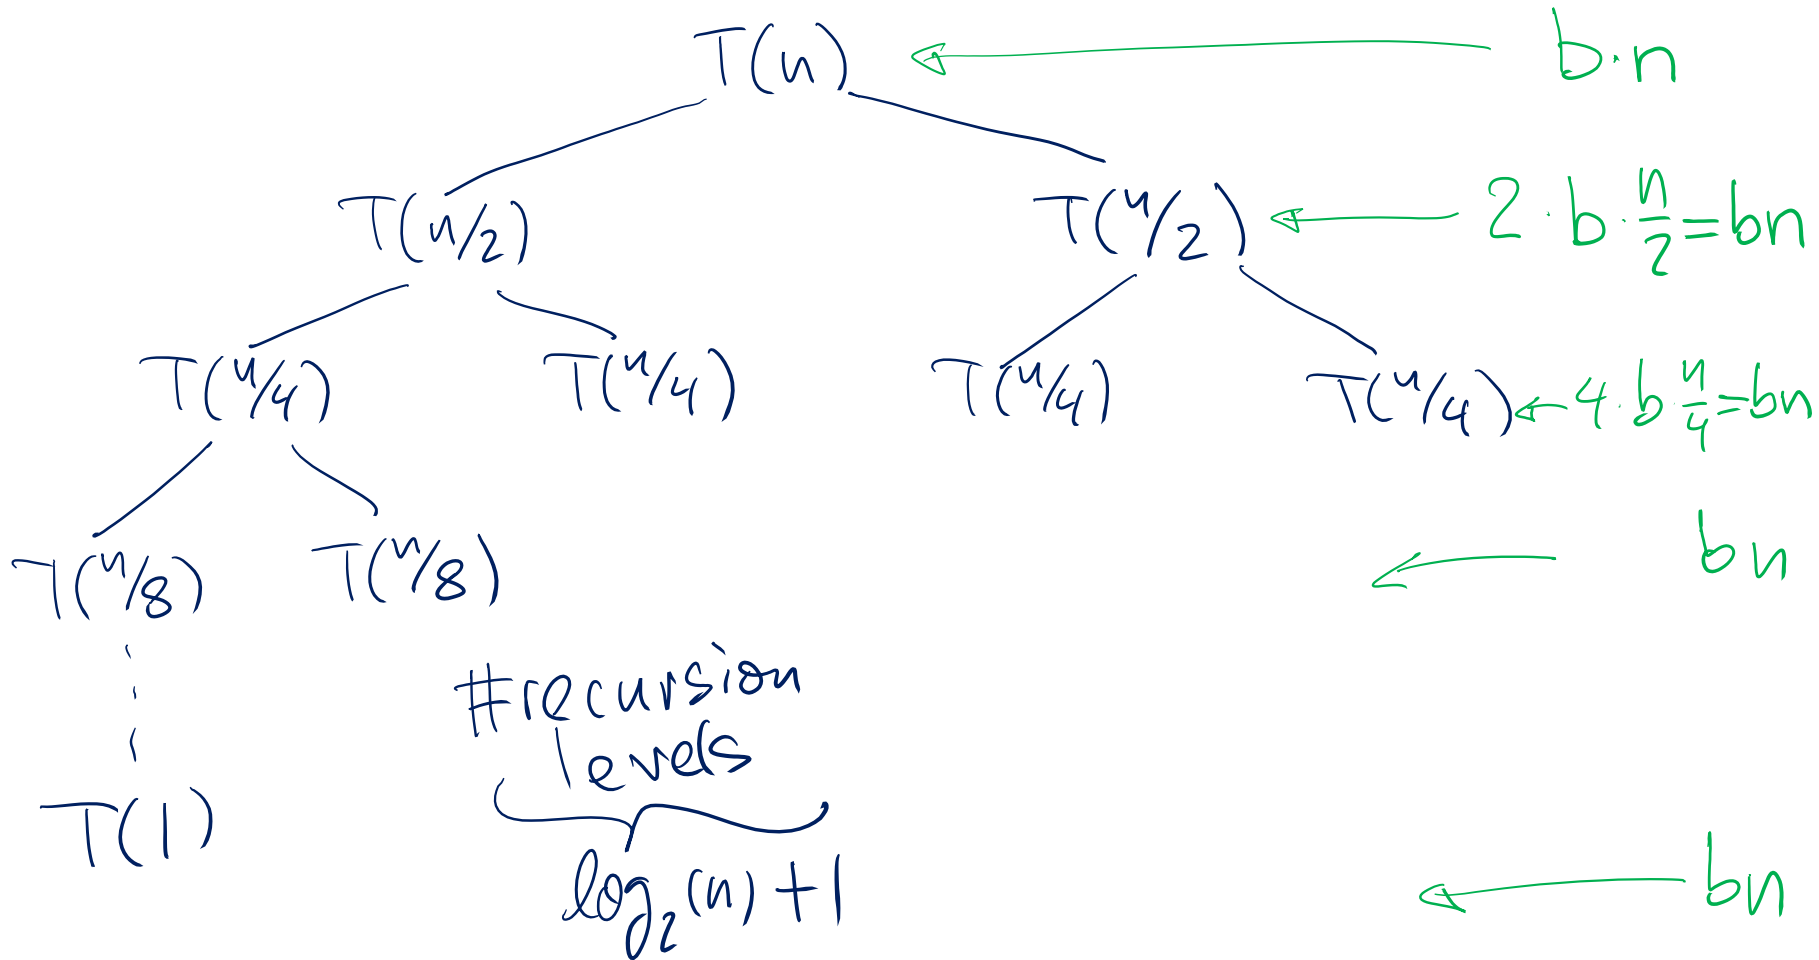 T(n) b·n
T(n/2) T(n/2) 2·b·n/2=bn
T(n/4) T(n/4) T(n/4) T(n/4) 4·b·n/4=bn
T(n/8) T(n/8) bn
#recursion
levels
T(1)
log₂(n)+1 bn